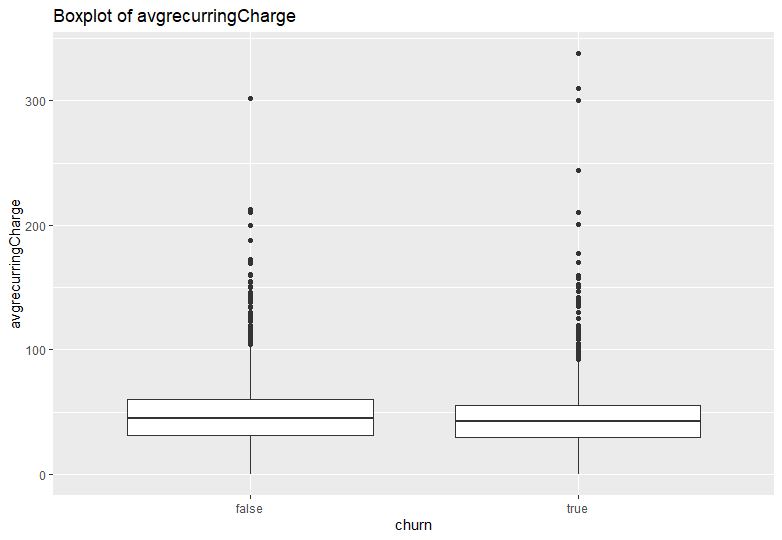 Boxplot of avgrecurringCharge
300
200
100
0
avgrecurringCharge
false
true
churn